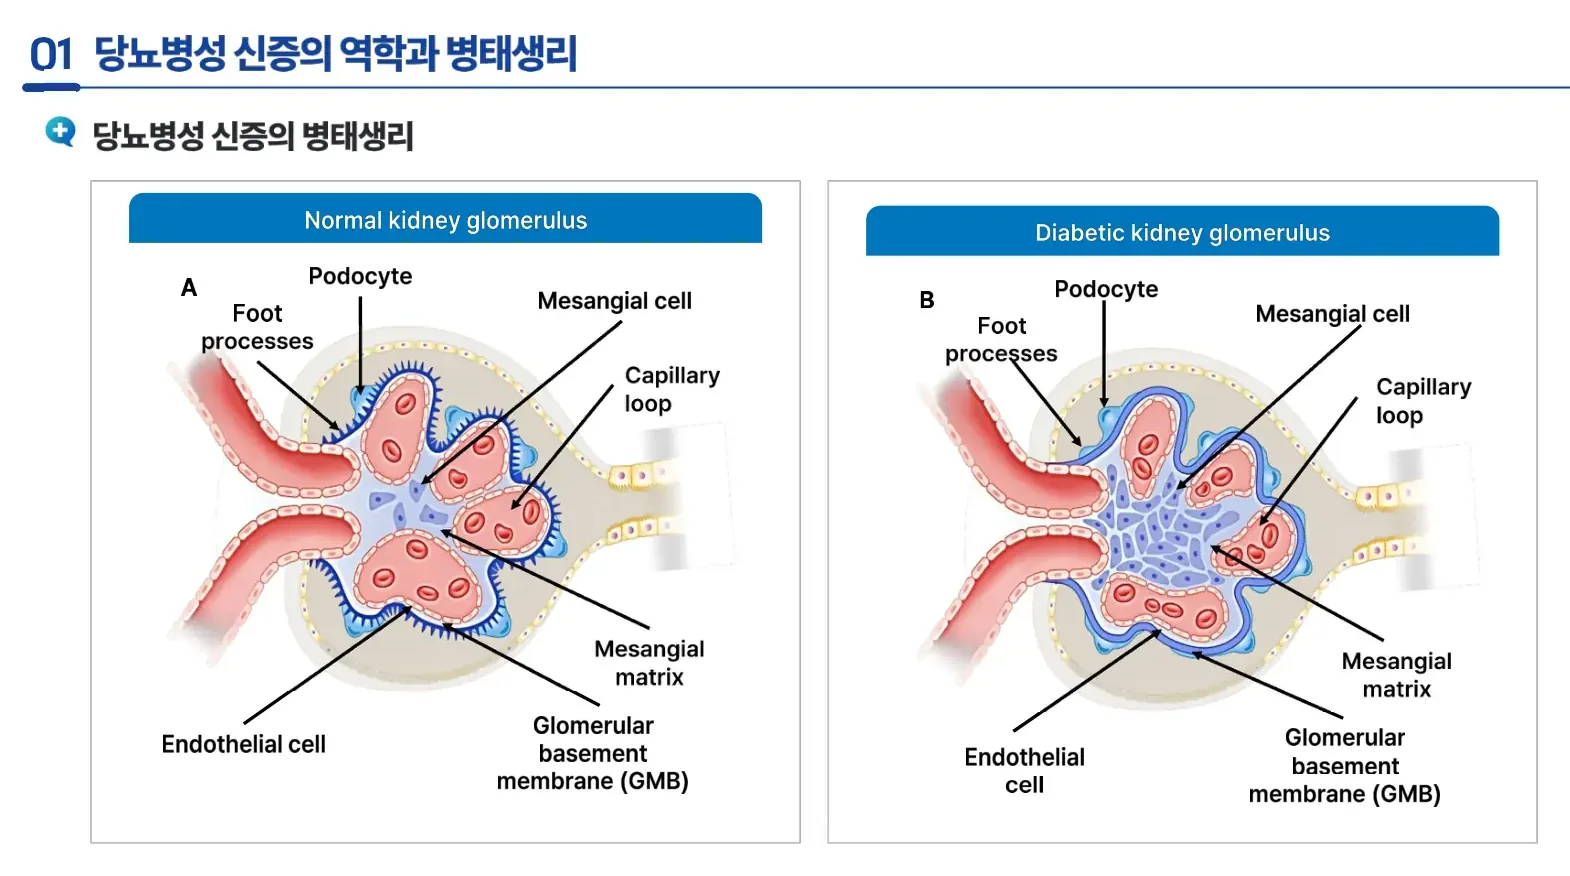 01 당뇨병성 신증의 역학과 병태생리
당뇨병성 신증의 병태생리
Normal kidney glomerulus
A
Podocyte
Foot
processes
Mesangial cell
Capillary
loop
Mesangial
matrix
Endothelial cell
Glomerular
basement
membrane (GMB)
Diabetic kidney glomerulus
B
Podocyte
Foot
processes
Mesangial cell
Capillary
loop
Mesangial
matrix
Endothelial
cell
Glomerular
basement
membrane (GMB)